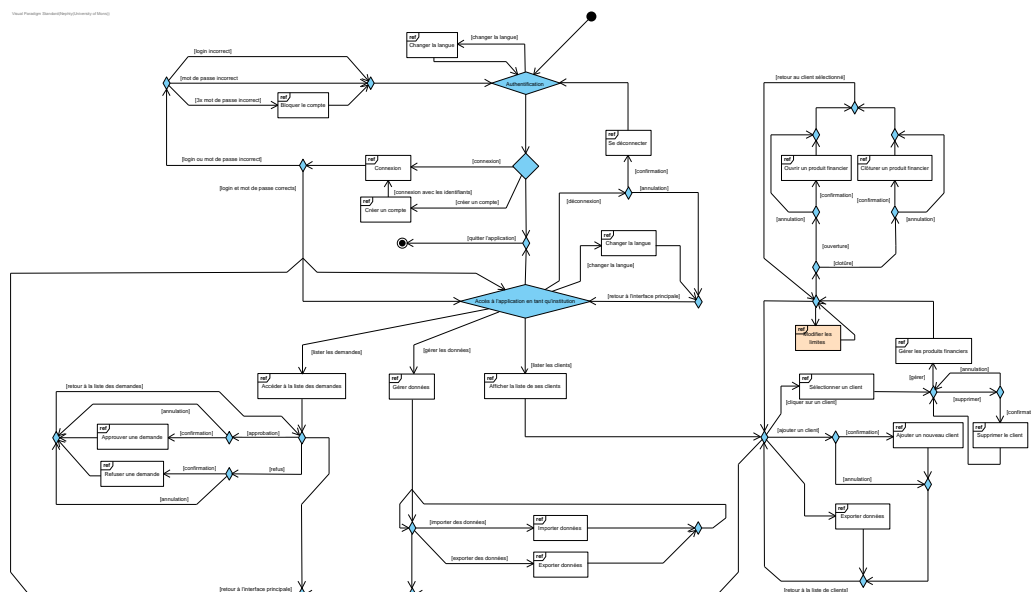 Visual Paradigm Standard(Nephty(University of Mons))
ref
Changer la langue
[changer la langue]
[login incorrect]
[mot de passe incorrect
[3x mot de passe incorrect]
ref
Bloquer le compte
Authentification
[retour au client sélectionné]
ref
Se déconnecter
[login ou mot de passe incorrect]
ref
Connexion
[connexion]
[confirmation]
ref
Ouvrir un produit financier
ref
Clôturer un produit financier
[login et mot de passe corrects]
[connexion avec les identifiants]
ref
Créer un compte
[créer un compte]
[déconnexion]
[annulation]
[confirmation]
[confirmation]
[annulation]
[annulation]
[quitter l'application]
ref
Changer la langue
[changer la langue]
[ouverture]
[clotûre]
Accès à l'application en tant qu'institution
[retour à l'interface principale]
ref
Modifier les
limites
[lister les demandes]
[gérer les données]
[lister les clients]
ref
Gérer les produits financiers
ref
Accéder à la liste des demandes
ref
Gérer données
ref
Afficher la liste de ses clients
ref
Sélectionner un client
[gérer]
[annulation]
[retour à la liste des demandes]
[cliquer sur un client]
[supprimer]
[annulation]
[confirmat
ref
Approuver une demande
[confirmation]
[approbation]
[ajouter un client]
[confirmation]
ref
Ajouter un nouveau client
ref
Supprimer le client
ref
Refuser une demande
[confirmation]
[refus]
[annulation]
[annulation]
[importer des données]
ref
Importer données
ref
Exporter données
[exporter des données]
ref
Exporter données
[retour à l'interface principale]
[retour à la liste de clients]